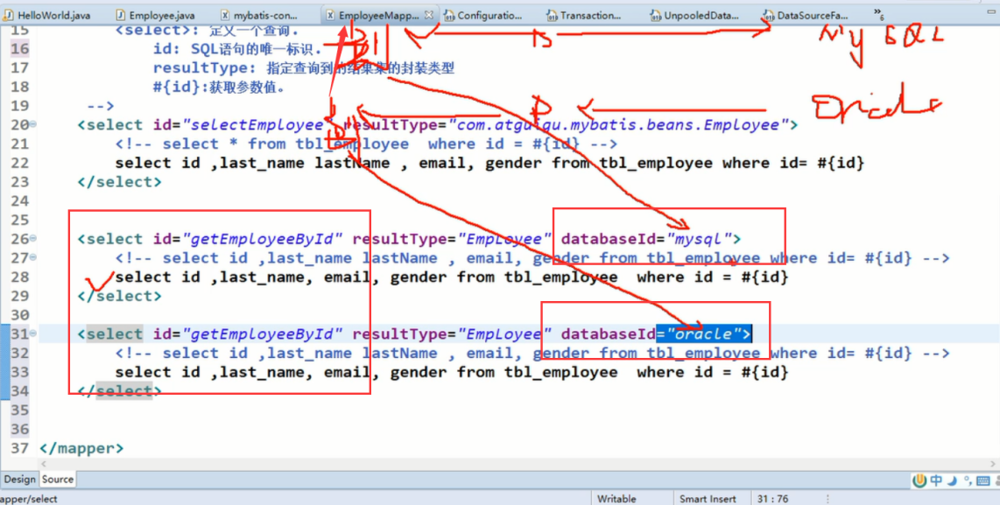 HelloWorld.java Employee.java mybatis-con... EmployeeMapp... Configuratio... Transaction... UnpooledData... DataSourceFa... »6
15 <select>: 定义一个查询.
My SQL
16 id: SQL语句的唯一标识.
17 resultType: 指定查询到的结果集的封装类型
18 #{id}:获取参数值。
19 -->
20 <select id="selectEmployee" resultType="com.atguigu.mybatis.beans.Employee">
21 <!-- select * from tbl_employee where id = #{id} -->
22 select id ,last_name lastName , email, gender from tbl_employee where id= #{id}
23 </select>
24
25
26 <select id="getEmployeeById" resultType="Employee" databaseId="mysql">
27 <!-- select id ,last_name lastName , email, gender from tbl_employee where id= #{id} -->
28 select id ,last_name, email, gender from tbl_employee where id = #{id}
29 </select>
30
31 <select id="getEmployeeById" resultType="Employee" databaseId="oracle">
32 <!-- select id ,last_name lastName , email, gender from tbl_employee where id= #{id} -->
33 select id ,last_name, email, gender from tbl_employee where id = #{id}
34 </select>
35
36
37 </mapper>
Design Source
中
apper/select Writable Smart Insert 31 : 76